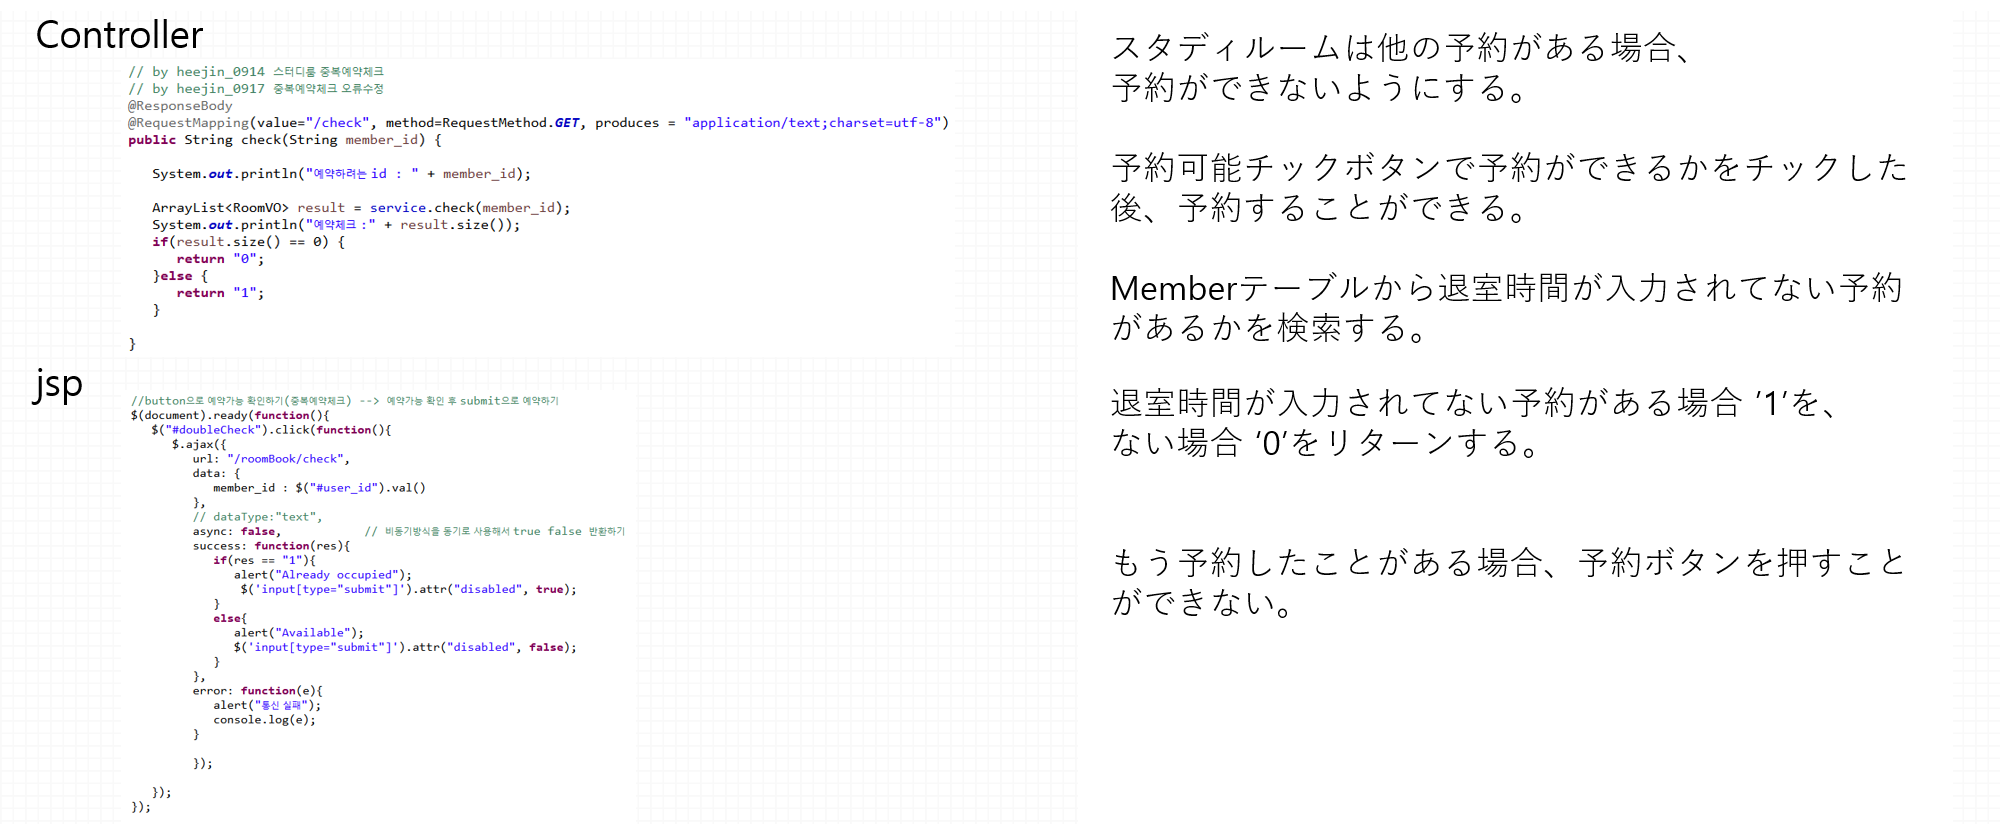 Controller
// by heejin_0914 스터디룸 중복예약체크
// by heejin_0917 중복예약체크 오류수정
@ResponseBody
@RequestMapping(value="/check", method=RequestMethod.GET, produces = "application/text;charset=utf-8")
public String check(String member_id) {
System.out.println("예약하려는 id : " + member_id);
ArrayList<RoomVO> result = service.check(member_id);
System.out.println("예약체크 :" + result.size());
if(result.size() == 0) {
return "0";
}else {
return "1";
}
}
jsp
//button으로 예약가능 확인하기(중복예약체크) --> 예약가능 확인 후 submit으로 예약하기
$(document).ready(function(){
$("#doubleCheck").click(function(){
$.ajax({
url: "/roomBook/check",
data: {
member_id : $("#user_id").val()
},
// dataType:"text",
async: false, // 비동기방식을 동기로 사용해서 true false 반환하기
success: function(res){
if(res == "1"){
alert("Already occupied");
$('input[type="submit"]').attr("disabled", true);
}
else{
alert("Available");
$('input[type="submit"]').attr("disabled", false);
}
},
error: function(e){
alert("통신 실패");
console.log(e);
}
});
});
});
スタディルームは他の予約がある場合、
予約ができないようにする。
予約可能チックボタンで予約ができるかをチックした
後、予約することができる。
Memberテーブルから退室時間が入力されてない予約
があるかを検索する。
退室時間が入力されてない予約がある場合 ’1’を、
ない場合 ‘0’をリターンする。
もう予約したことがある場合、予約ボタンを押すこと
ができない。